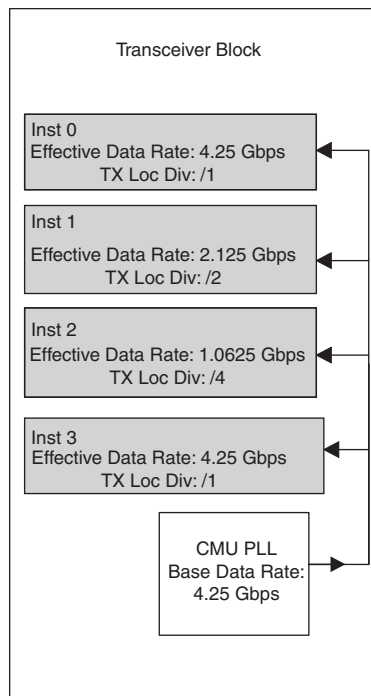 Transceiver Block
Inst 0
Effective Data Rate: 4.25 Gbps
TX Loc Div: /1
Inst 1
Effective Data Rate: 2.125 Gbps
TX Loc Div: /2
Inst 2
Effective Data Rate: 1.0625 Gbps
TX Loc Div: /4
Inst 3
Effective Data Rate: 4.25 Gbps
TX Loc Div: /1
CMU PLL
Base Data Rate:
4.25 Gbps